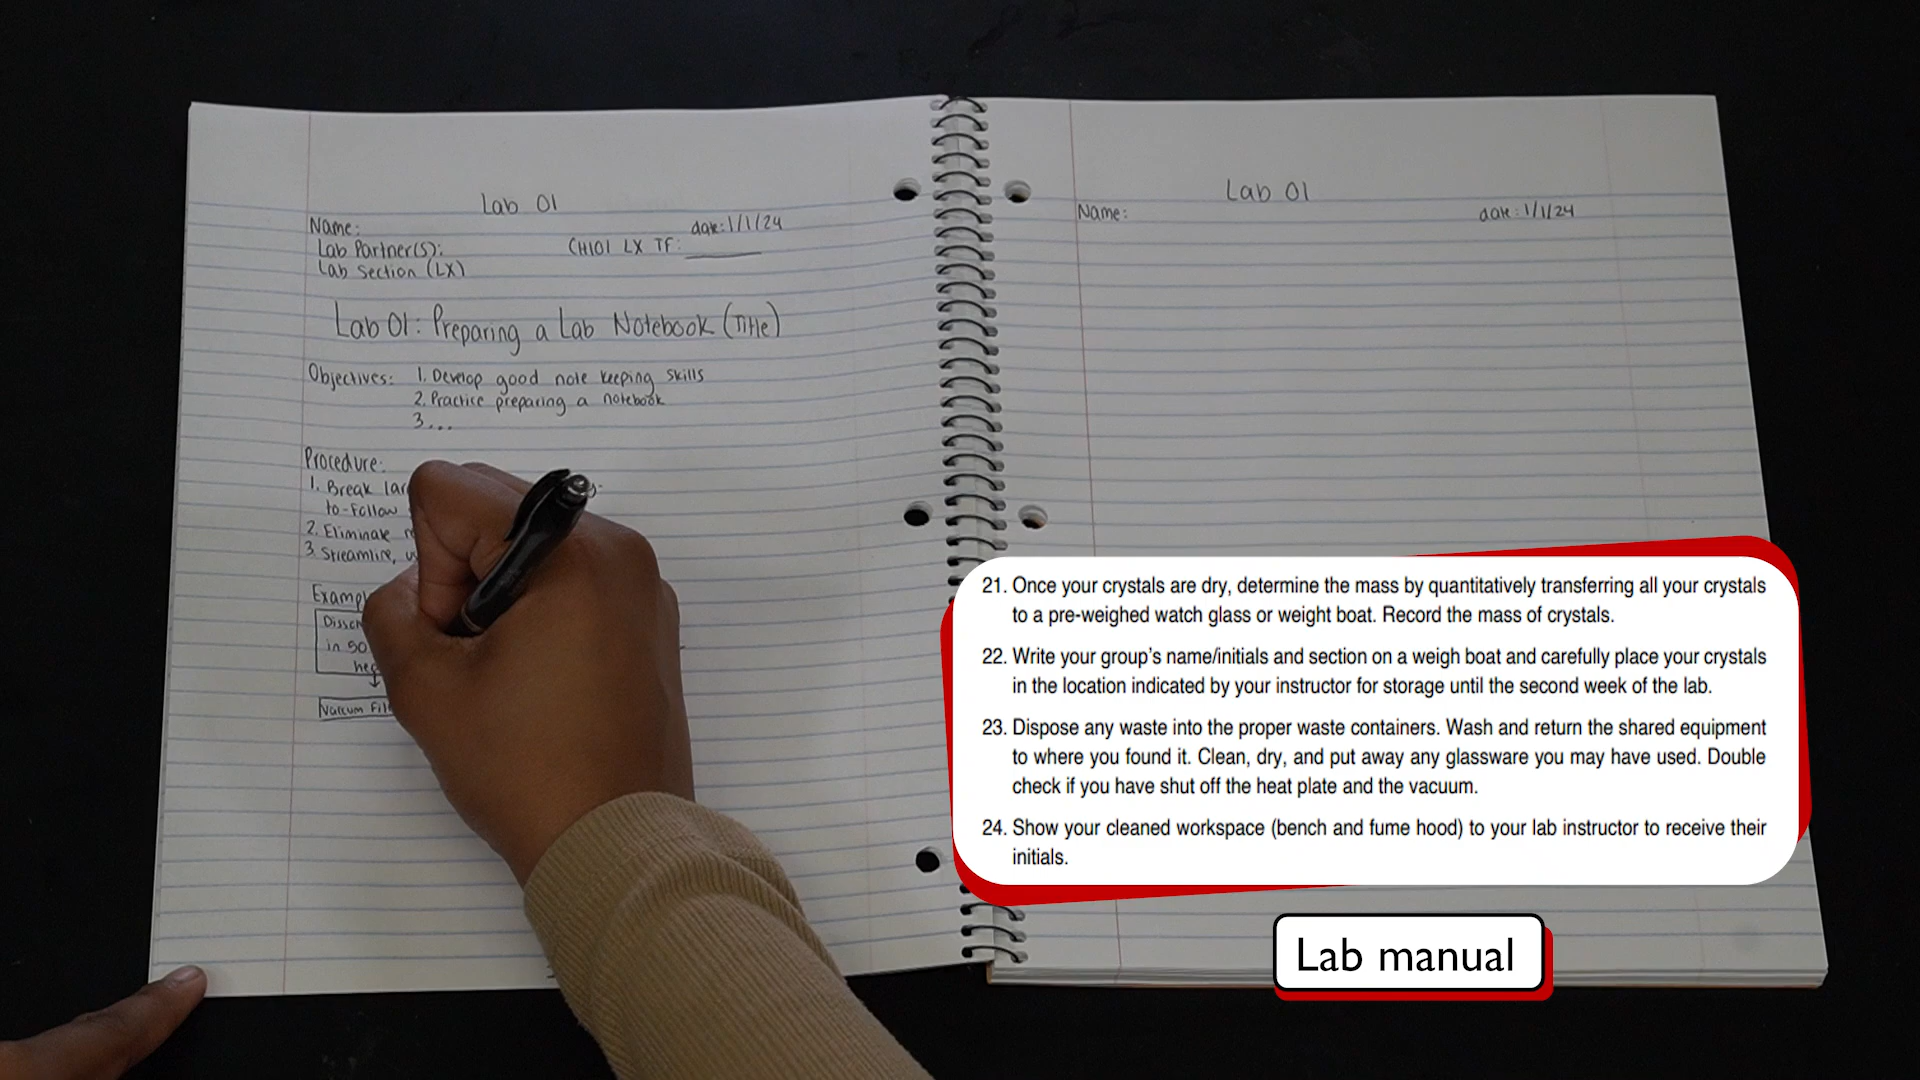 Lab 01
Name:
date: 1/1/24
Lab Partner(s):
CH101 LX TF:
Lab Section (LX)
Lab 01: Preparing a Lab Notebook (Title)
Objectives: 1. Develop good note keeping skills
2. Practice preparing a notebook
3...
Procedure:
1. Break
to-Follow
2. Eliminate
3. Streamline,
in 50
Lab 01
Name:
date: 1/1/24
21. Once your crystals are dry, determine the mass by quantitatively transferring all your crystals
to a pre-weighed watch glass or weight boat. Record the mass of crystals.
22. Write your group's name/initials and section on a weigh boat and carefully place your crystals
in the location indicated by your instructor for storage until the second week of the lab.
23. Dispose any waste into the proper waste containers. Wash and return the shared equipment
to where you found it. Clean, dry, and put away any glassware you may have used. Double
check if you have shut off the heat plate and the vacuum.
24. Show your cleaned workspace (bench and fume hood) to your lab instructor to receive their
initials.
Lab manual